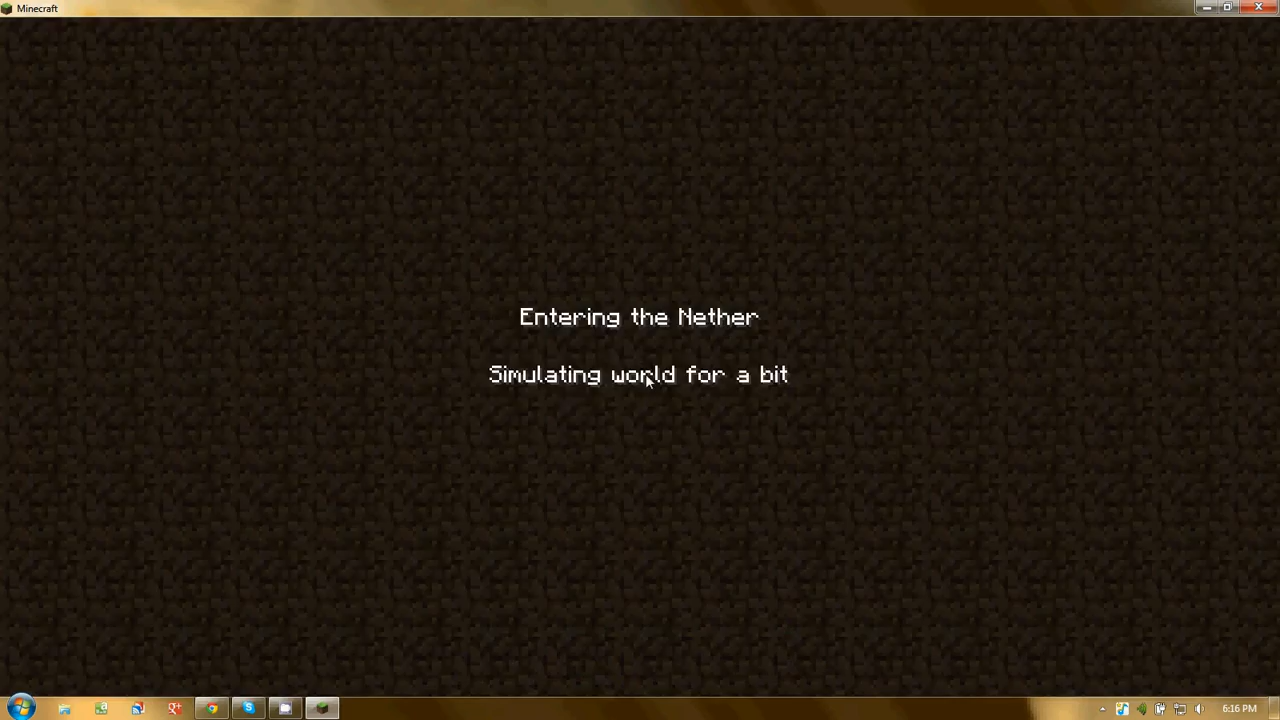 Minecraft
Entering the Nether
Simulating world for a bit
6:16 PM